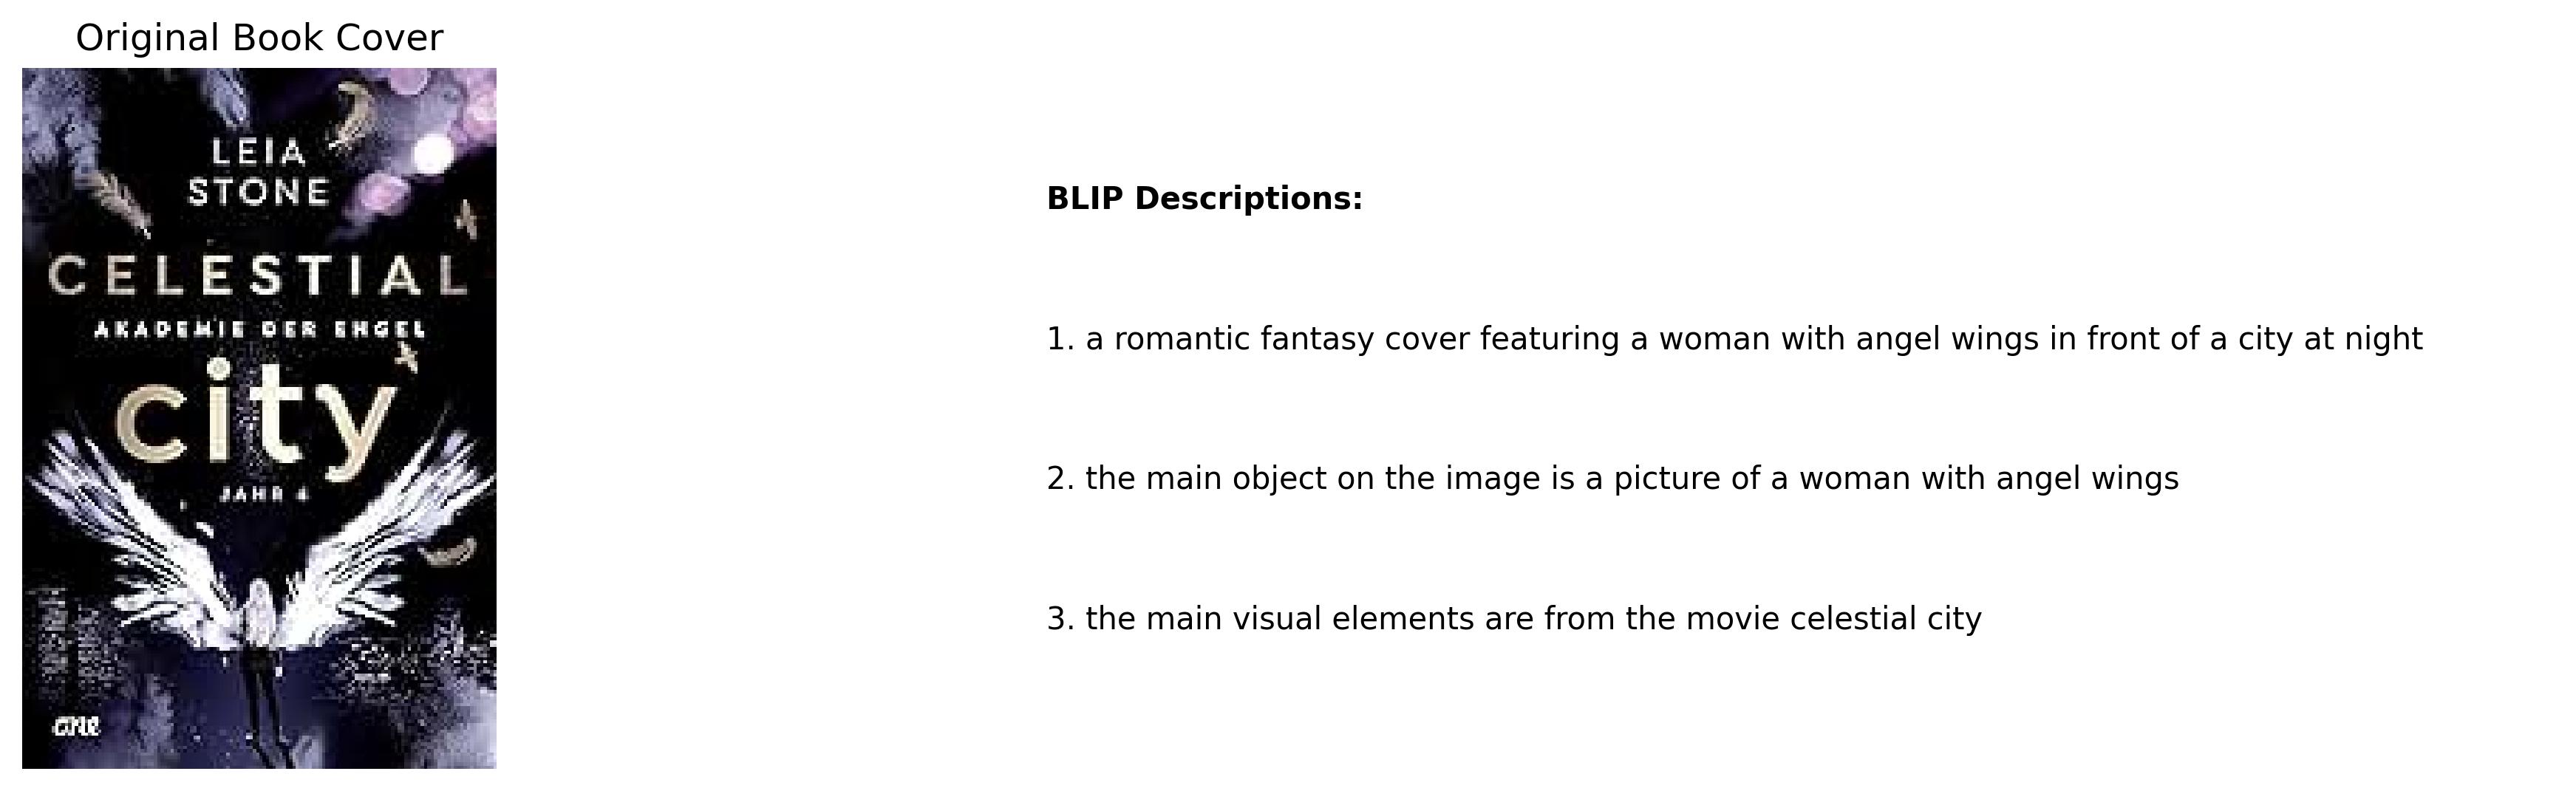 Original Book Cover
LEIA
STONE
CELESTIAL
AKADEMIE DER ENGEL
city
JAHR 4
one
BLIP Descriptions:
1. a romantic fantasy cover featuring a woman with angel wings in front of a city at night
2. the main object on the image is a picture of a woman with angel wings
3. the main visual elements are from the movie celestial city